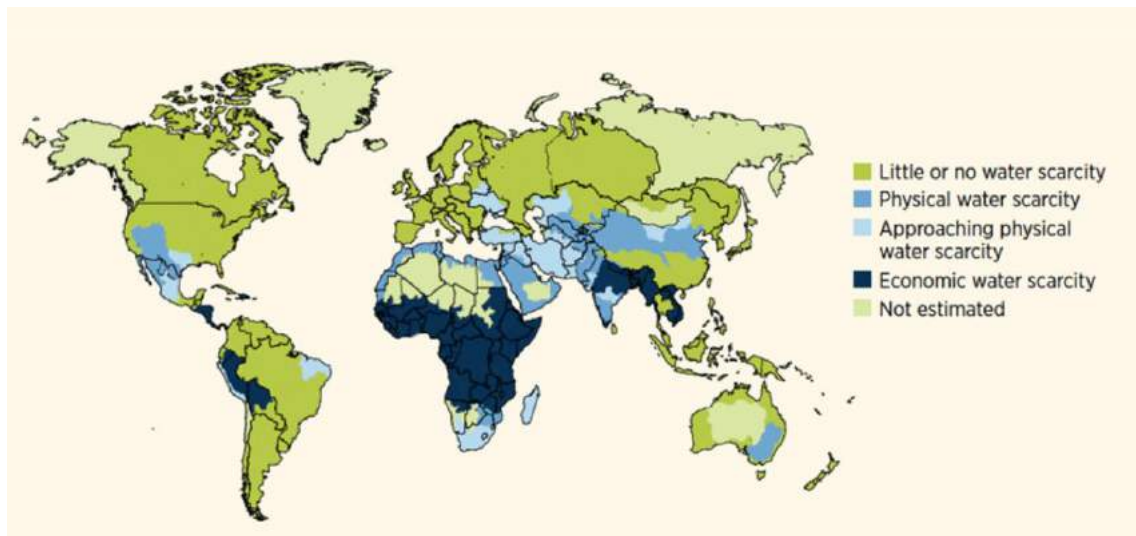 Little or no water scarcity
Physical water scarcity
Approaching physical
water scarcity
Economic water scarcity
Not estimated